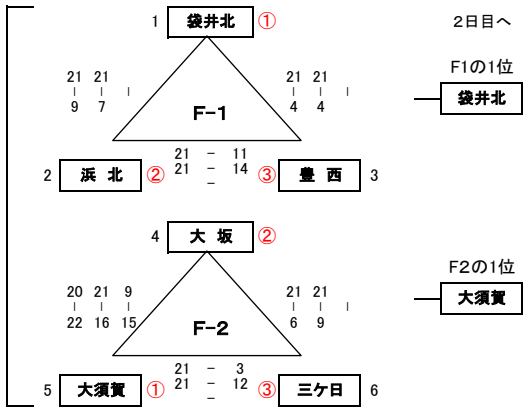 1 袋井北 ①
2日目へ
21 21
| | |
9 7
F-1
21 21
| | |
4 4
F1の1位
袋井北
21 - 11
21 - 14
-
2 浜 北 ②
③ 豊 西 3
4 大 坂 ②
20 21 9
| | |
22 16 15
F-2
21 21
| | |
6 9
F2の1位
大須賀
21 - 3
21 - 12
-
5 大須賀 ①
③ 三ケ日 6